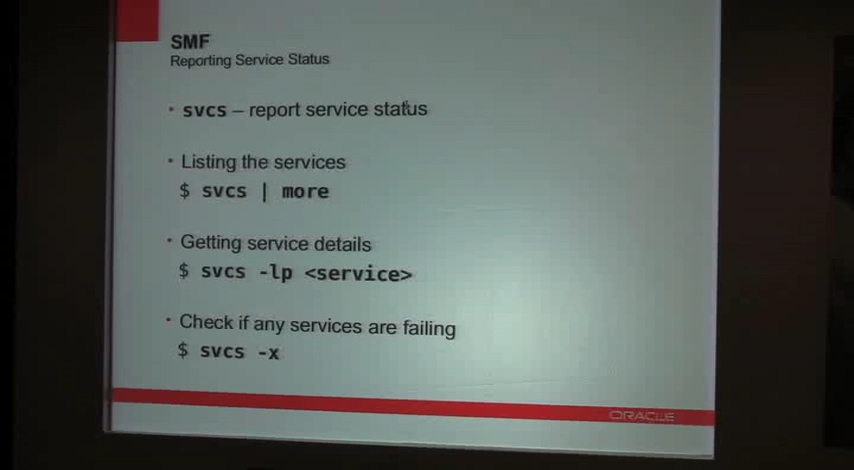 SMF
Reporting Service Status
• svcs – report service status
• Listing the services
$ svcs | more
• Getting service details
$ svcs -lp <service>
• Check if any services are failing
$ svcs -x
ORACLE